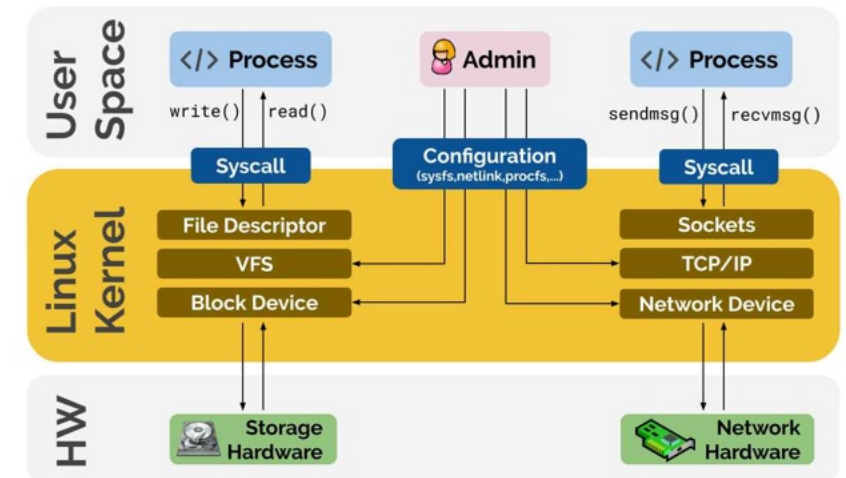 User
Space
</> Process
Admin
</> Process
write()
read()
sendmsg()
recvmsg()
Syscall
Configuration
(sysfs,netlink,procfs,...)
Syscall
Linux
Kernel
File Descriptor
Sockets
VFS
TCP/IP
Block Device
Network Device
HW
Storage
Hardware
Network
Hardware